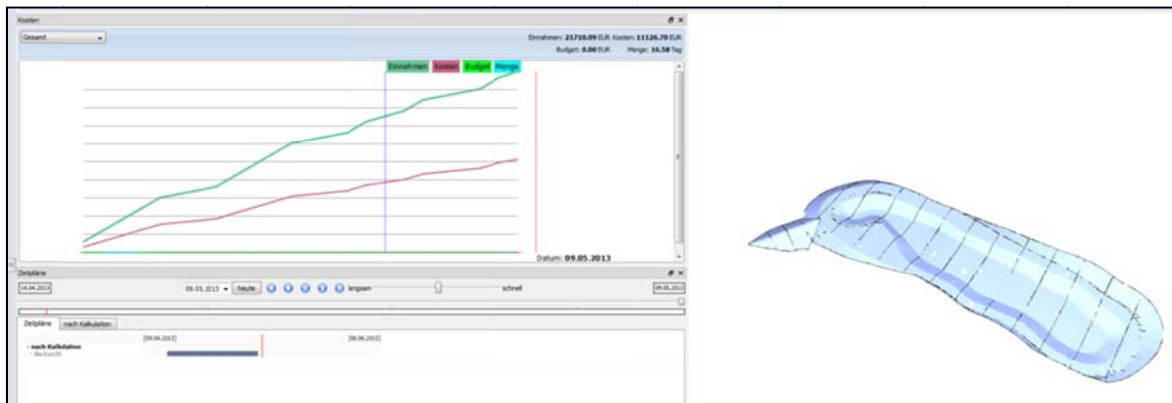 Kosten
Gesamt
Einnahmen: 21710.09 EUR Kosten: 11126.70 EUR
Budget: 0.00 EUR Menge: 16.58 Tag
Einnahmen Kosten Budget Menge
Datum: 09.05.2013
Zeitpläne
14.04.2013 09.05.2013 heute langsam schnell 09.05.2013
Zeitpläne nach Kalkulation
[09.04.2013] [08.06.2013]
- nach Kalkulation